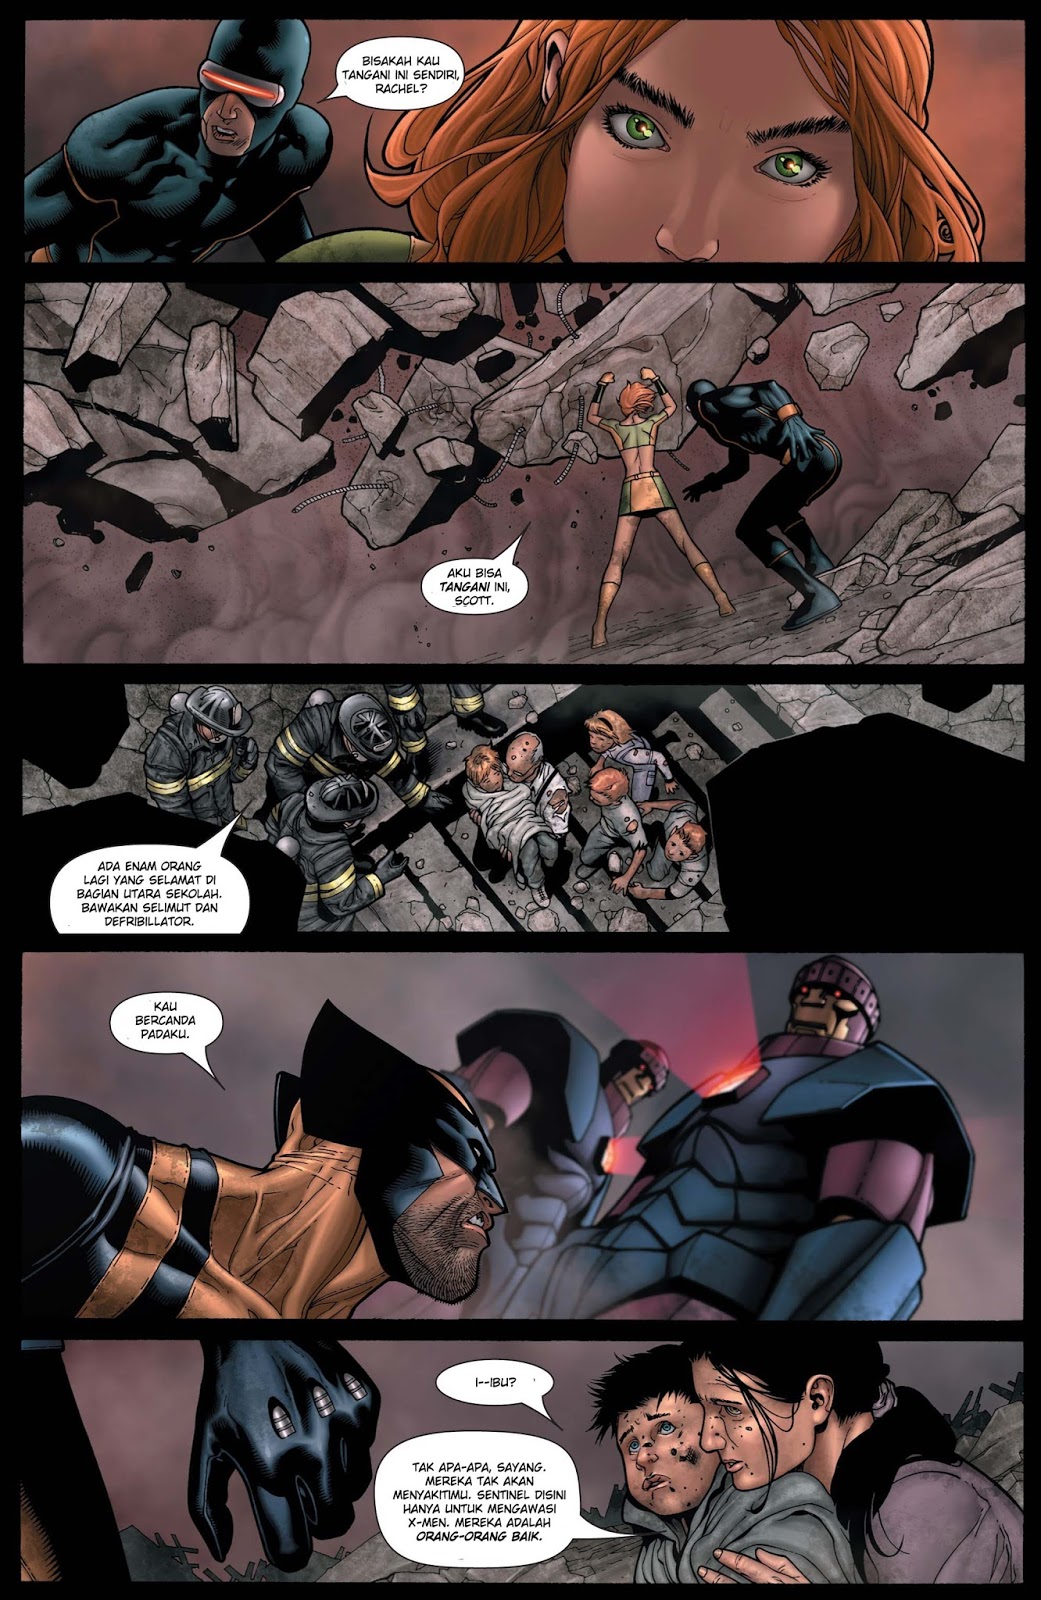 BISAKAH KAU
TANGANI INI SENDIRI,
RACHEL?
AKU BISA
TANGANI INI,
SCOTT.
ADA ENAM ORANG
LAGI YANG SELAMAT DI
BAGIAN UTARA SEKOLAH.
BAWAKAN SELIMUT DAN
DEFRIBILLATOR.
KAU
BERCANDA
PADAKU.
I--IBU?
TAK APA-APA, SAYANG.
MEREKA TAK AKAN
MENYAKITIMU. SENTINEL DISINI
HANYA UNTUK MENGAWASI
X-MEN. MEREKA ADALAH
ORANG-ORANG BAIK.